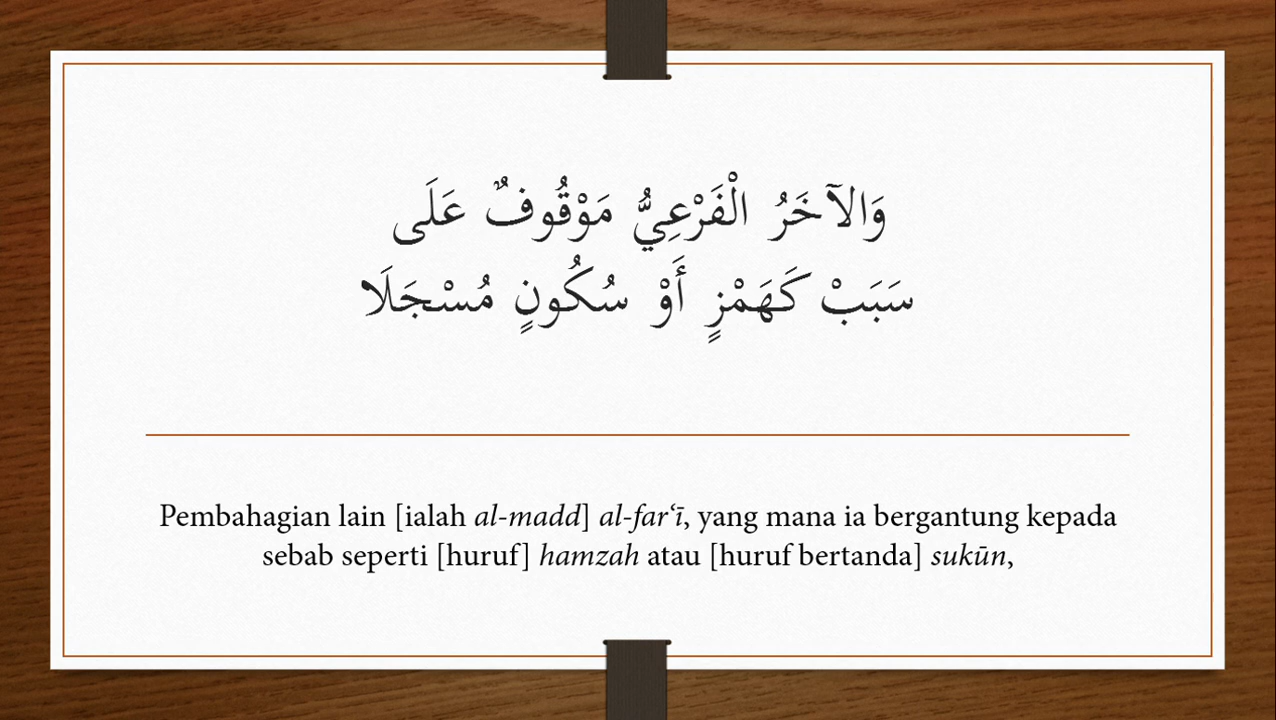 وَالآخَرُ الْفَرْعِيُّ مَوْقُوفٌ عَلَى
سَبَبْ كَهَمْزٍ أَوْ سُكُونٍ مُسْجَلَا
Pembahagian lain [ialah al-madd] al-far‘ī, yang mana ia bergantung kepada
sebab seperti [huruf] hamzah atau [huruf bertanda] sukūn,